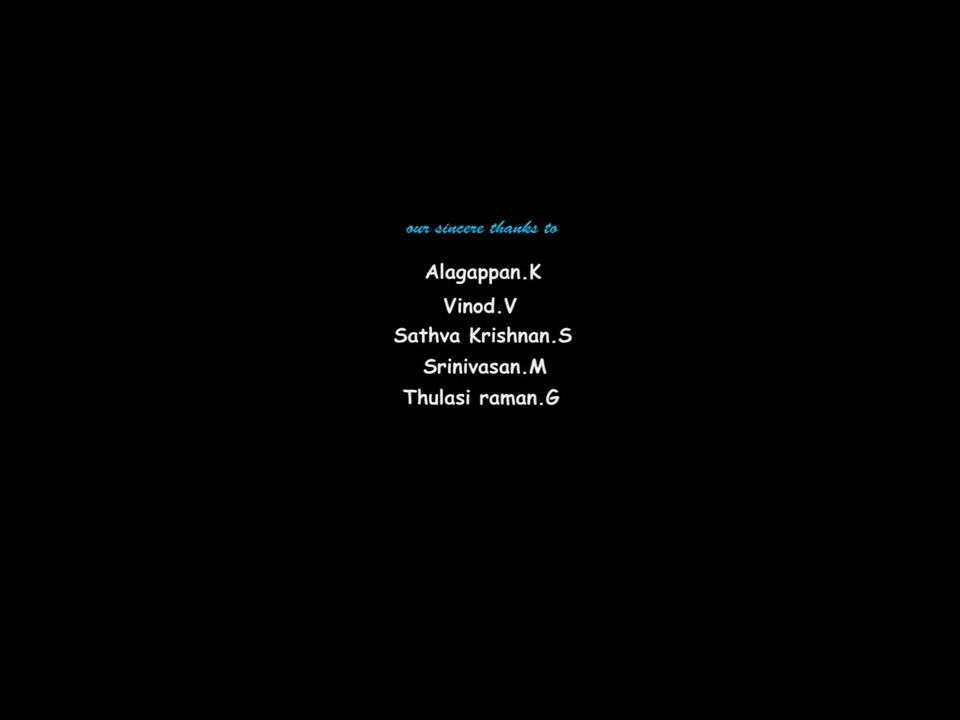 our sincere thanks to
Alagappan.K
Vinod.V
Sathva Krishnan.S
Srinivasan.M
Thulasi raman.G